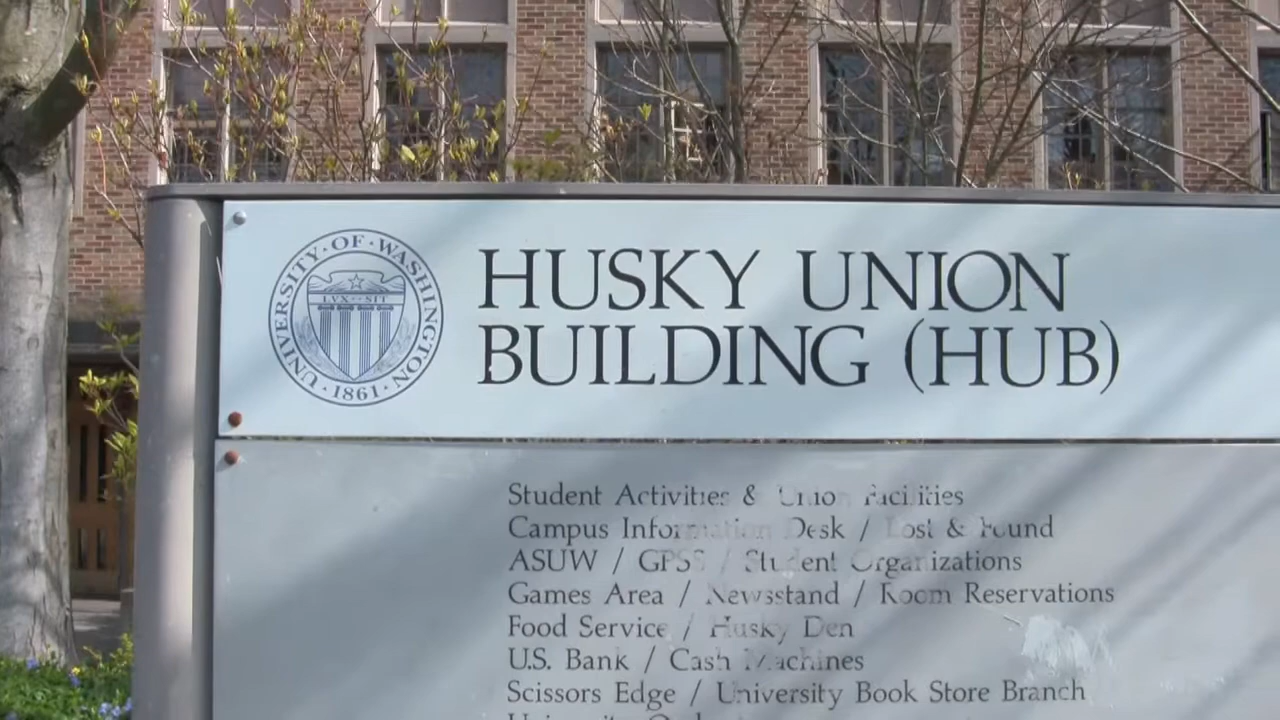 UNIVERSITY · OF · WASHINGTON · 1861 ·
LVX · SIT
HUSKY UNION
BUILDING (HUB)
Student Activities & Union Facilities
Campus Information Desk / Lost & Found
ASUW / GPSS / Student Organizations
Games Area / Newsstand / Room Reservations
Food Service / Husky Den
U.S. Bank / Cash Machines
Scissors Edge / University Book Store Branch